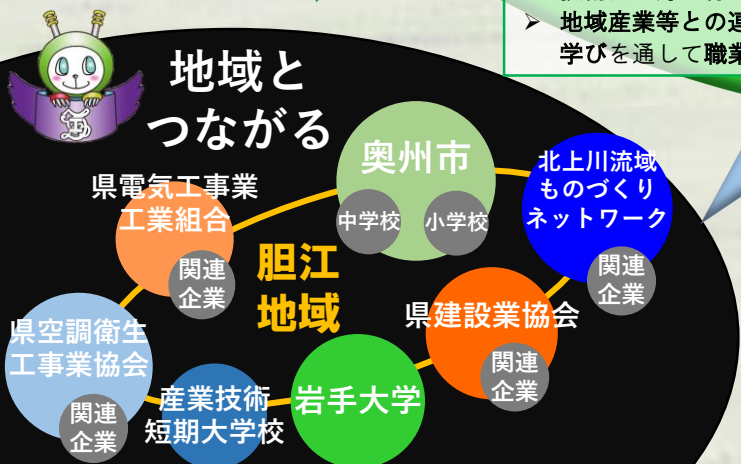 地域産業等との連
学びを通して職業
地域と
つながる
奥州市
中学校
小学校
北上川流域
ものづくり
ネットワーク
関連
企業
県電気工事業
工業組合
関連
企業
胆江
地域
県建設業協会
関連
企業
県空調衛生
工事業協会
関連
企業
産業技術
短期大学校
岩手大学